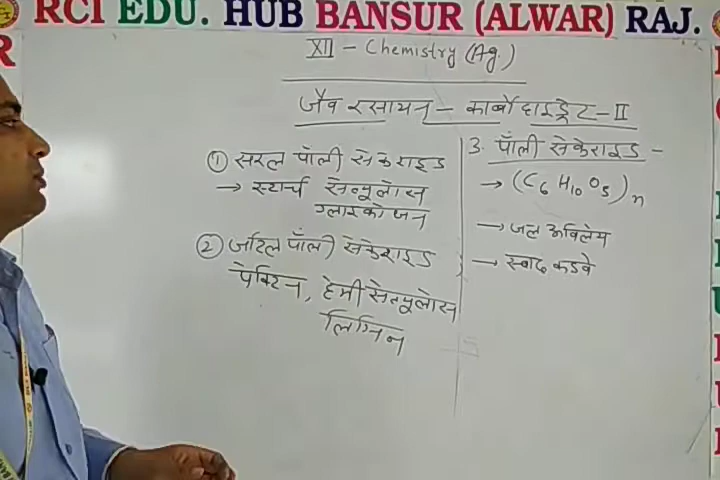 RCI EDU. HUB BANSUR (ALWAR) RAJ.
XII - Chemistry (Ag.)
जैव रसायन - कार्बोहाइड्रेट - II
① सरल पॉली सेकेराइड
→ स्टार्च सेल्यूलोस
ग्लाइकोजन
② जटिल पॉली सेकेराइड
पेक्टिन, हेमी सेल्यूलोस
लिग्निन
3. पॉली सेकेराइड -
→ (C6 H10 O5)n
→ जल अविलेय
→ स्वाद कडवे